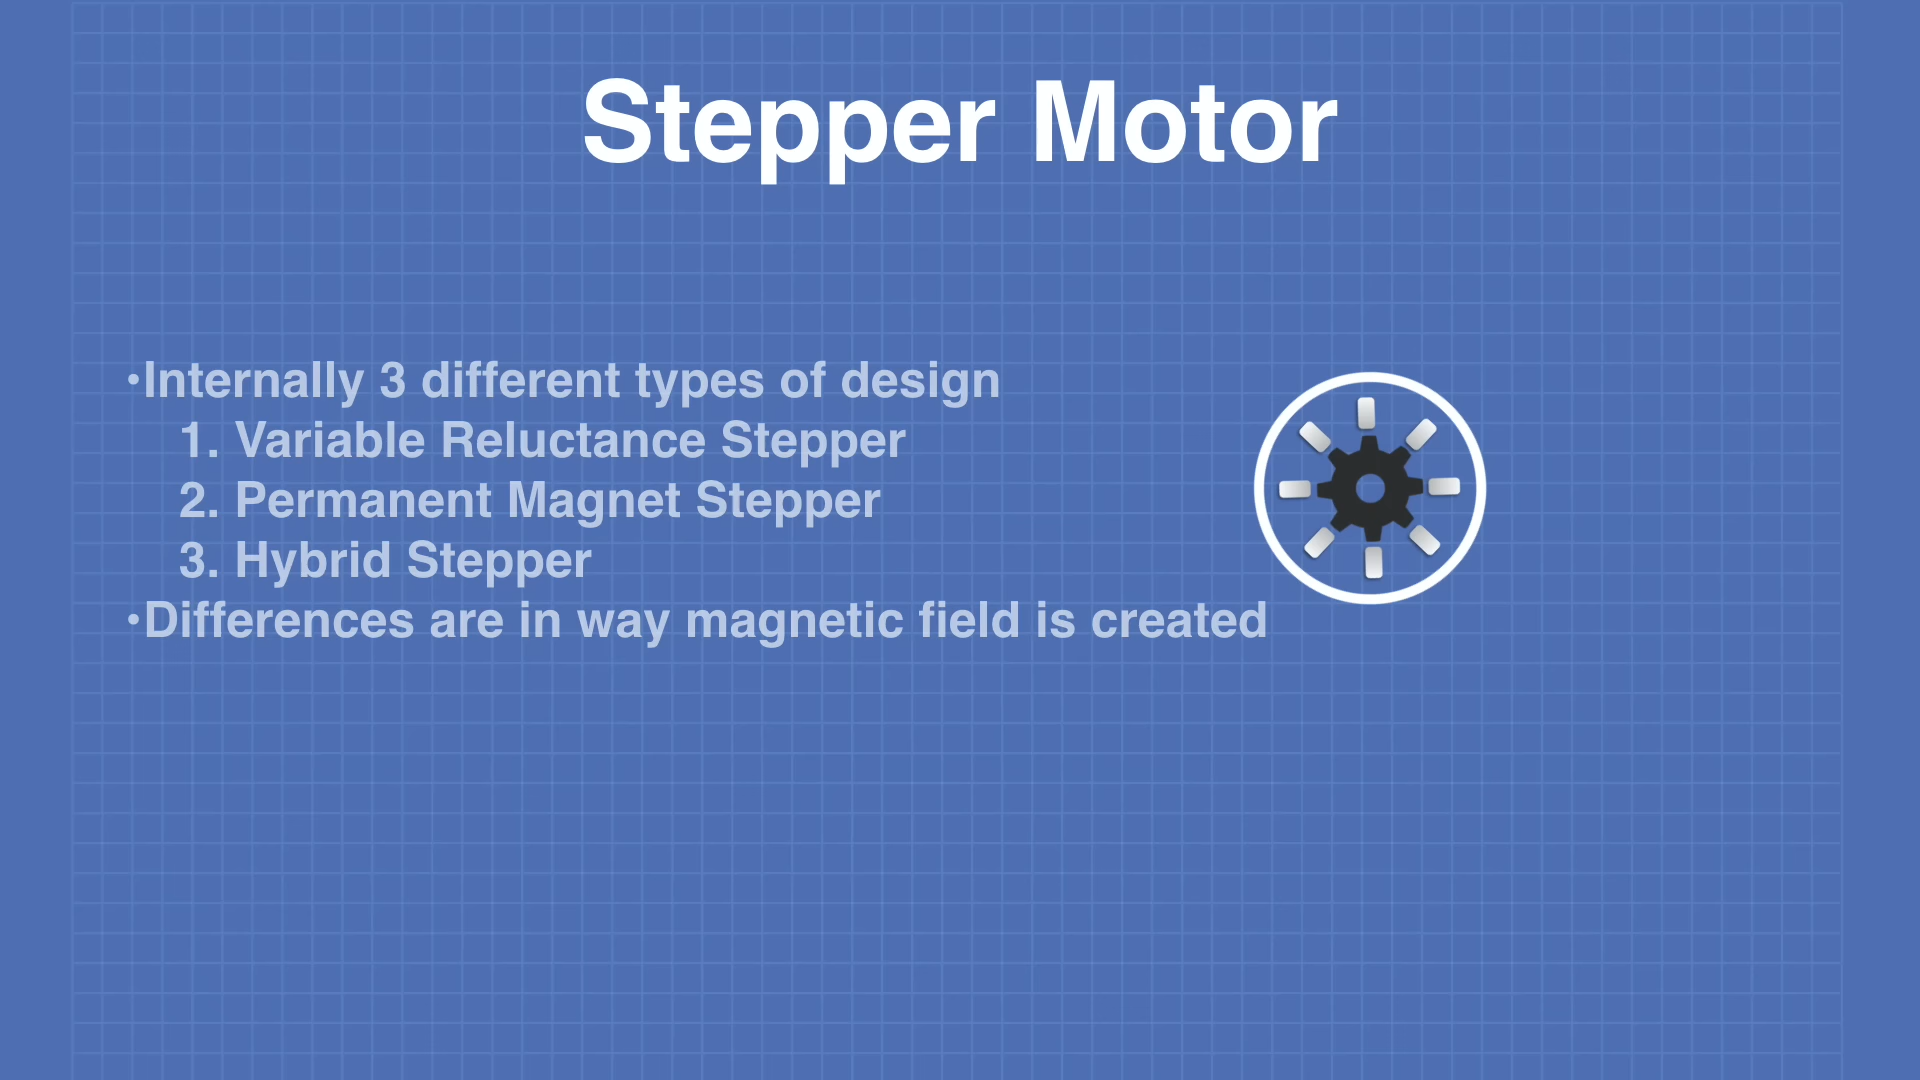 Stepper Motor
•Internally 3 different types of design
1. Variable Reluctance Stepper
2. Permanent Magnet Stepper
3. Hybrid Stepper
•Differences are in way magnetic field is created